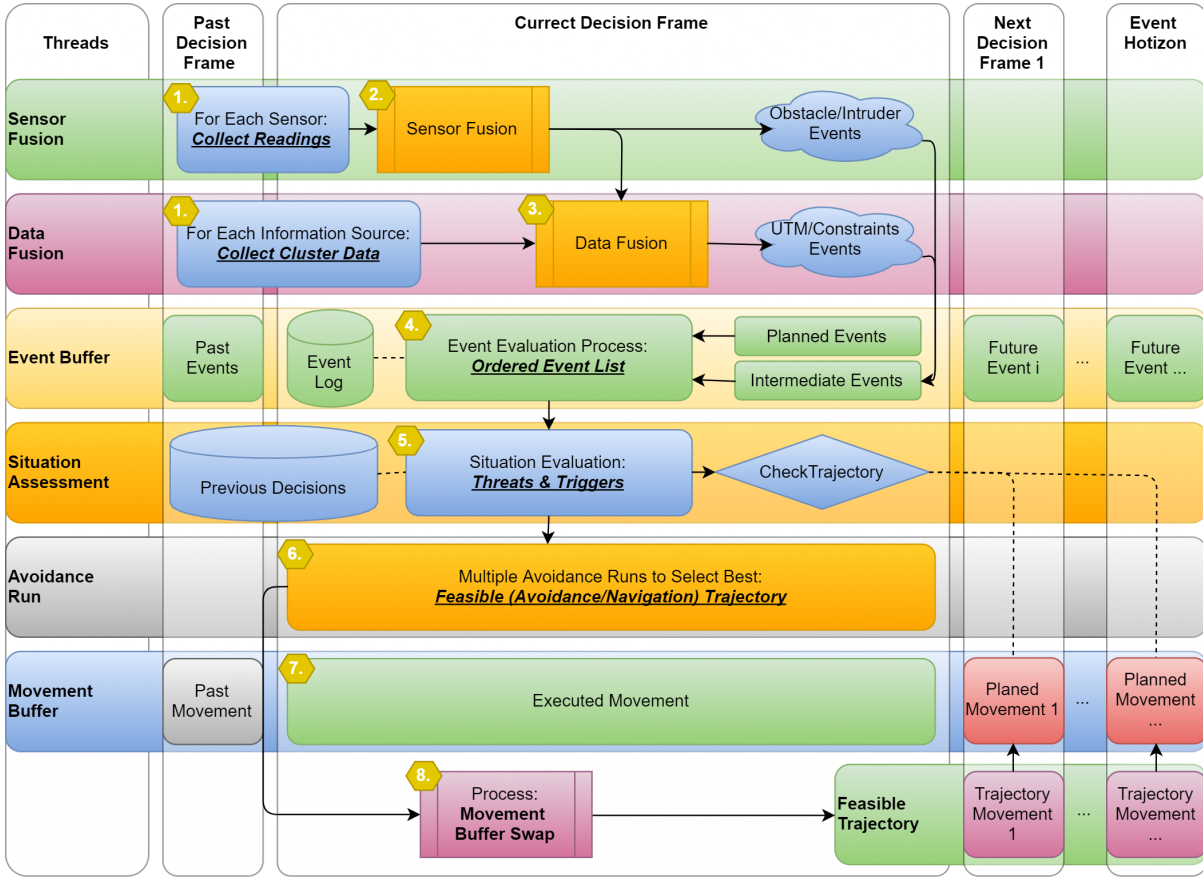 Threads
Past
Decision
Frame
Currect Decision Frame
Next
Decision
Frame 1
Event
Hotizon
Sensor
Fusion
1.
For Each Sensor:
Collect Readings
2.
Sensor Fusion
Obstacle/Intruder
Events
Data
Fusion
1.
For Each Information Source:
Collect Cluster Data
3.
Data Fusion
UTM/Constraints
Events
Event Buffer
Past
Events
Event
Log
4.
Event Evaluation Process:
Ordered Event List
Planned Events
Intermediate Events
Future
Event i
...
Future
Event ...
Situation
Assessment
Previous Decisions
5.
Situation Evaluation:
Threats & Triggers
CheckTrajectory
Avoidance
Run
6.
Multiple Avoidance Runs to Select Best:
Feasible (Avoidance/Navigation) Trajectory
Movement
Buffer
Past
Movement
7.
Executed Movement
Planed
Movement 1
...
Planned
Movement
...
8.
Process:
Movement
Buffer Swap
Feasible
Trajectory
Trajectory
Movement
1
...
Trajectory
Movement
...